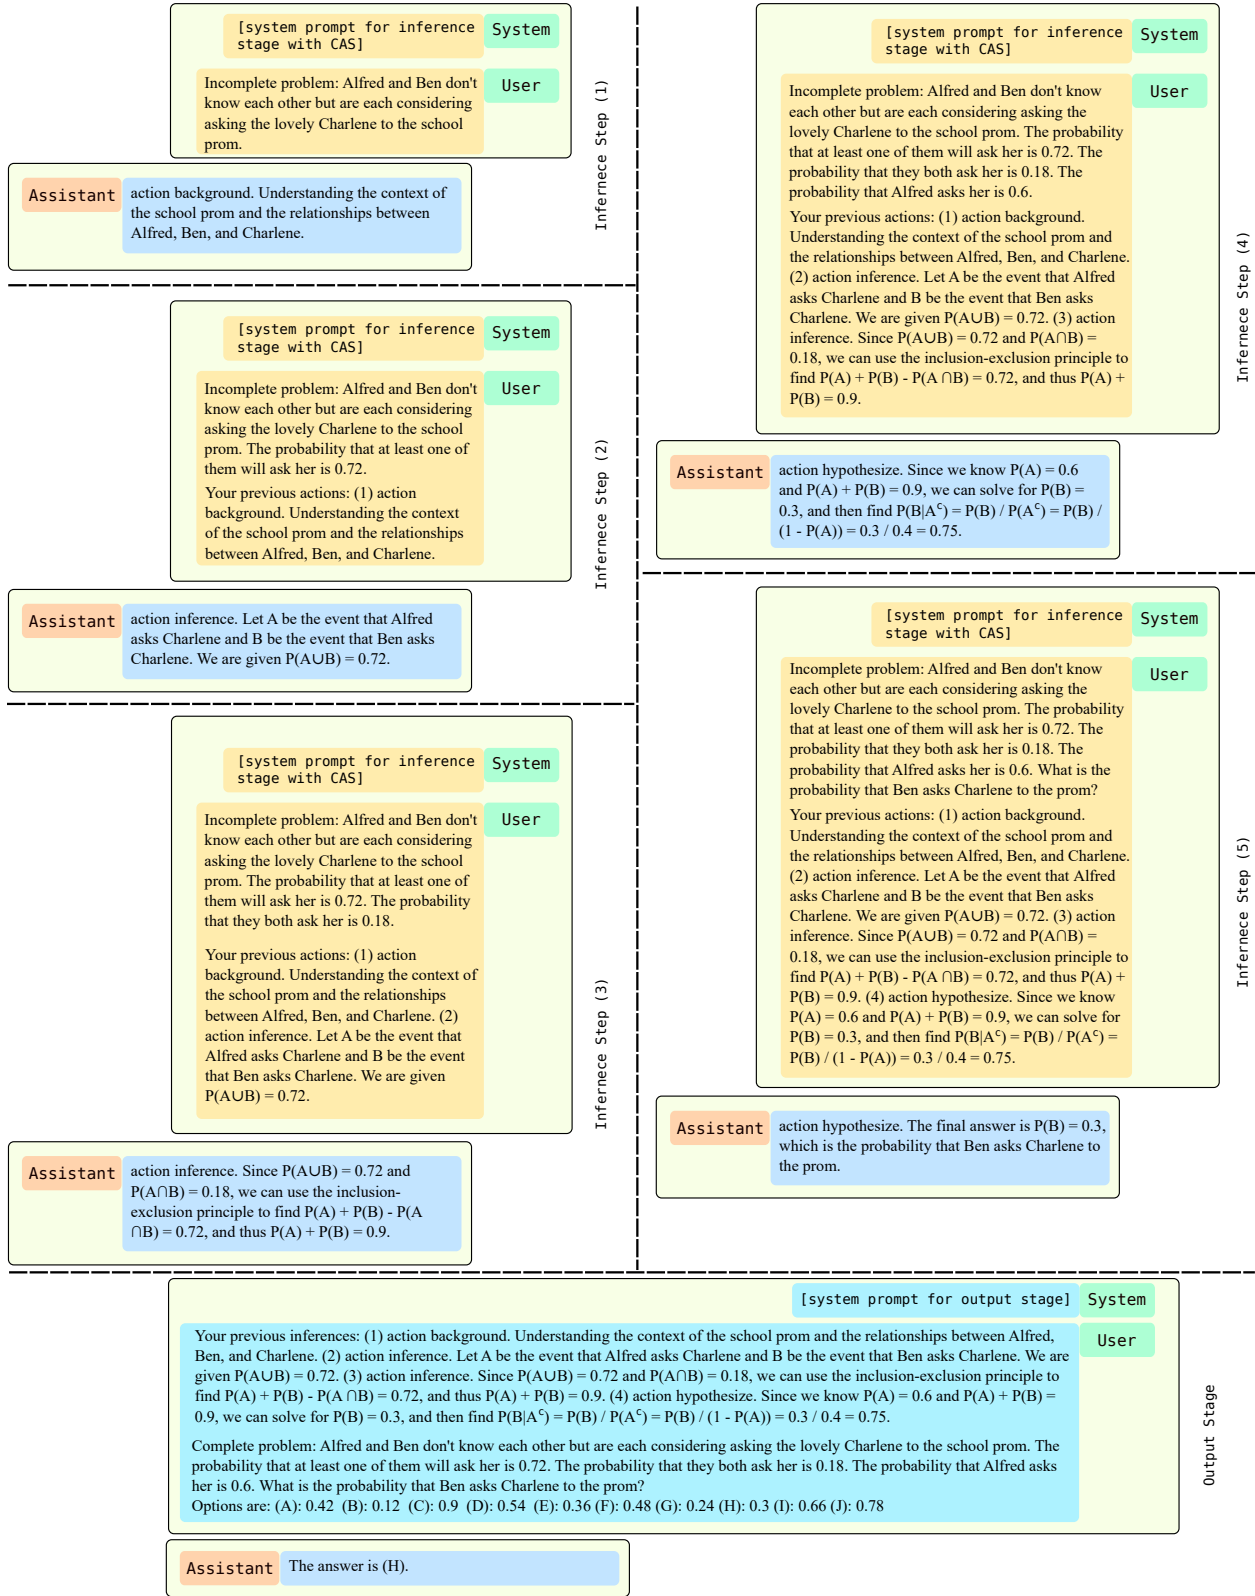 [system prompt for inference
stage with CAS]
System
Incomplete problem: Alfred and Ben don't
know each other but are each considering
asking the lovely Charlene to the school
prom.
User
Assistant
action background. Understanding the context of
the school prom and the relationships between
Alfred, Ben, and Charlene.
Infernece Step (1)
[system prompt for inference
stage with CAS]
System
Incomplete problem: Alfred and Ben don't
know each other but are each considering
asking the lovely Charlene to the school
prom. The probability that at least one of
them will ask her is 0.72.
Your previous actions: (1) action
background. Understanding the context
of the school prom and the relationships
between Alfred, Ben, and Charlene.
User
Assistant
action inference. Let A be the event that Alfred
asks Charlene and B be the event that Ben asks
Charlene. We are given P(A∪B) = 0.72.
Infernece Step (2)
[system prompt for inference
stage with CAS]
System
Incomplete problem: Alfred and Ben don't
know each other but are each considering
asking the lovely Charlene to the school
prom. The probability that at least one of
them will ask her is 0.72. The probability
that they both ask her is 0.18.
Your previous actions: (1) action
background. Understanding the context of
the school prom and the relationships
between Alfred, Ben, and Charlene. (2)
action inference. Let A be the event that
Alfred asks Charlene and B be the event
that Ben asks Charlene. We are given
P(A∪B) = 0.72.
User
Assistant
action inference. Since P(A∪B) = 0.72 and
P(A∩B) = 0.18, we can use the inclusion-
exclusion principle to find P(A) + P(B) - P(A
∩B) = 0.72, and thus P(A) + P(B) = 0.9.
Infernece Step (3)
[system prompt for inference
stage with CAS]
System
Incomplete problem: Alfred and Ben don't know
each other but are each considering asking the
lovely Charlene to the school prom. The probability
that at least one of them will ask her is 0.72. The
probability that they both ask her is 0.18. The
probability that Alfred asks her is 0.6.
Your previous actions: (1) action background.
Understanding the context of the school prom and
the relationships between Alfred, Ben, and Charlene.
(2) action inference. Let A be the event that Alfred
asks Charlene and B be the event that Ben asks
Charlene. We are given P(A∪B) = 0.72. (3) action
inference. Since P(A∪B) = 0.72 and P(A∩B) =
0.18, we can use the inclusion-exclusion principle to
find P(A) + P(B) - P(A ∩B) = 0.72, and thus P(A) +
P(B) = 0.9.
User
Assistant
action hypothesize. Since we know P(A) = 0.6
and P(A) + P(B) = 0.9, we can solve for P(B) =
0.3, and then find P(B|Aᶜ) = P(B) / P(Aᶜ) = P(B) /
(1 - P(A)) = 0.3 / 0.4 = 0.75.
Infernece Step (4)
[system prompt for inference
stage with CAS]
System
Incomplete problem: Alfred and Ben don't know
each other but are each considering asking the
lovely Charlene to the school prom. The probability
that at least one of them will ask her is 0.72. The
probability that they both ask her is 0.18. The
probability that Alfred asks her is 0.6. What is the
probability that Ben asks Charlene to the prom?
Your previous actions: (1) action background.
Understanding the context of the school prom and
the relationships between Alfred, Ben, and Charlene.
(2) action inference. Let A be the event that Alfred
asks Charlene and B be the event that Ben asks
Charlene. We are given P(A∪B) = 0.72. (3) action
inference. Since P(A∪B) = 0.72 and P(A∩B) =
0.18, we can use the inclusion-exclusion principle to
find P(A) + P(B) - P(A ∩B) = 0.72, and thus P(A) +
P(B) = 0.9. (4) action hypothesize. Since we know
P(A) = 0.6 and P(A) + P(B) = 0.9, we can solve for
P(B) = 0.3, and then find P(B|Aᶜ) = P(B) / P(Aᶜ) =
P(B) / (1 - P(A)) = 0.3 / 0.4 = 0.75.
User
Assistant
action hypothesize. The final answer is P(B) = 0.3,
which is the probability that Ben asks Charlene to
the prom.
Infernece Step (5)
[system prompt for output stage]
System
Your previous inferences: (1) action background. Understanding the context of the school prom and the relationships between Alfred,
Ben, and Charlene. (2) action inference. Let A be the event that Alfred asks Charlene and B be the event that Ben asks Charlene. We are
given P(A∪B) = 0.72. (3) action inference. Since P(A∪B) = 0.72 and P(A∩B) = 0.18, we can use the inclusion-exclusion principle to
find P(A) + P(B) - P(A ∩B) = 0.72, and thus P(A) + P(B) = 0.9. (4) action hypothesize. Since we know P(A) = 0.6 and P(A) + P(B) =
0.9, we can solve for P(B) = 0.3, and then find P(B|Aᶜ) = P(B) / P(Aᶜ) = P(B) / (1 - P(A)) = 0.3 / 0.4 = 0.75.
Complete problem: Alfred and Ben don't know each other but are each considering asking the lovely Charlene to the school prom. The
probability that at least one of them will ask her is 0.72. The probability that they both ask her is 0.18. The probability that Alfred asks
her is 0.6. What is the probability that Ben asks Charlene to the prom?
Options are: (A): 0.42 (B): 0.12 (C): 0.9 (D): 0.54 (E): 0.36 (F): 0.48 (G): 0.24 (H): 0.3 (I): 0.66 (J): 0.78
User
Assistant
The answer is (H).
Output Stage